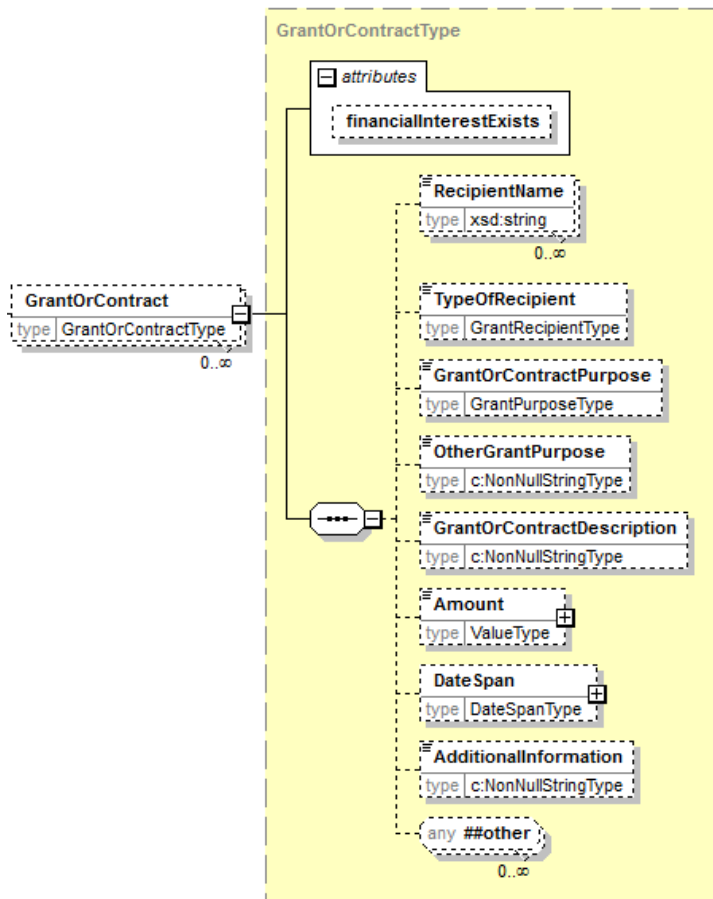 GrantOrContractType
attributes
financialInterestExists
RecipientName
type xsd:string
0..∞
GrantOrContract
type GrantOrContractType
0..∞
TypeOfRecipient
type GrantRecipientType
GrantOrContractPurpose
type GrantPurposeType
OtherGrantPurpose
type c:NonNullStringType
GrantOrContractDescription
type c:NonNullStringType
Amount
type ValueType
DateSpan
type DateSpanType
AdditionalInformation
type c:NonNullStringType
any ##other
0..∞